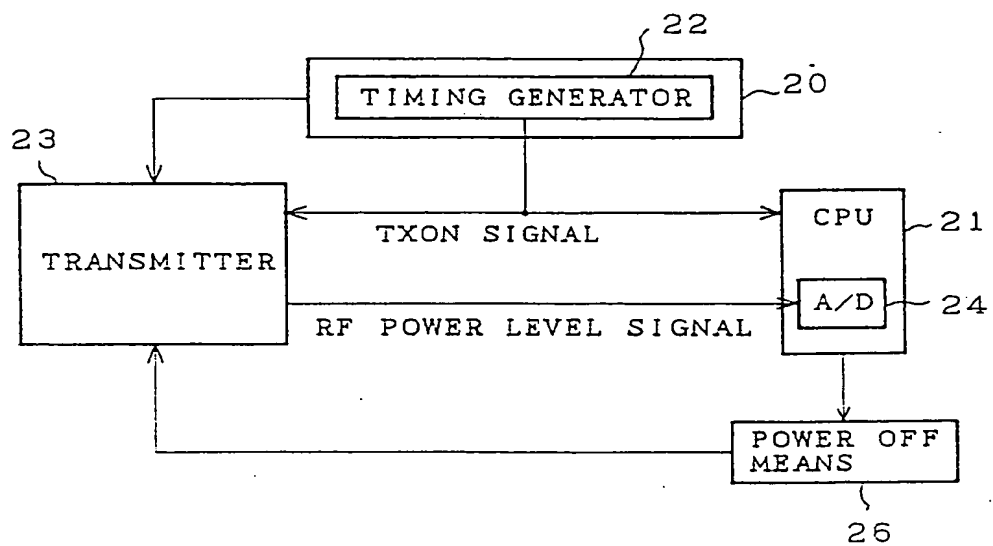 22
TIMING GENERATOR
20
23
TRANSMITTER
TXON SIGNAL
CPU
21
A/D
24
RF POWER LEVEL SIGNAL
POWER OFF
MEANS
26